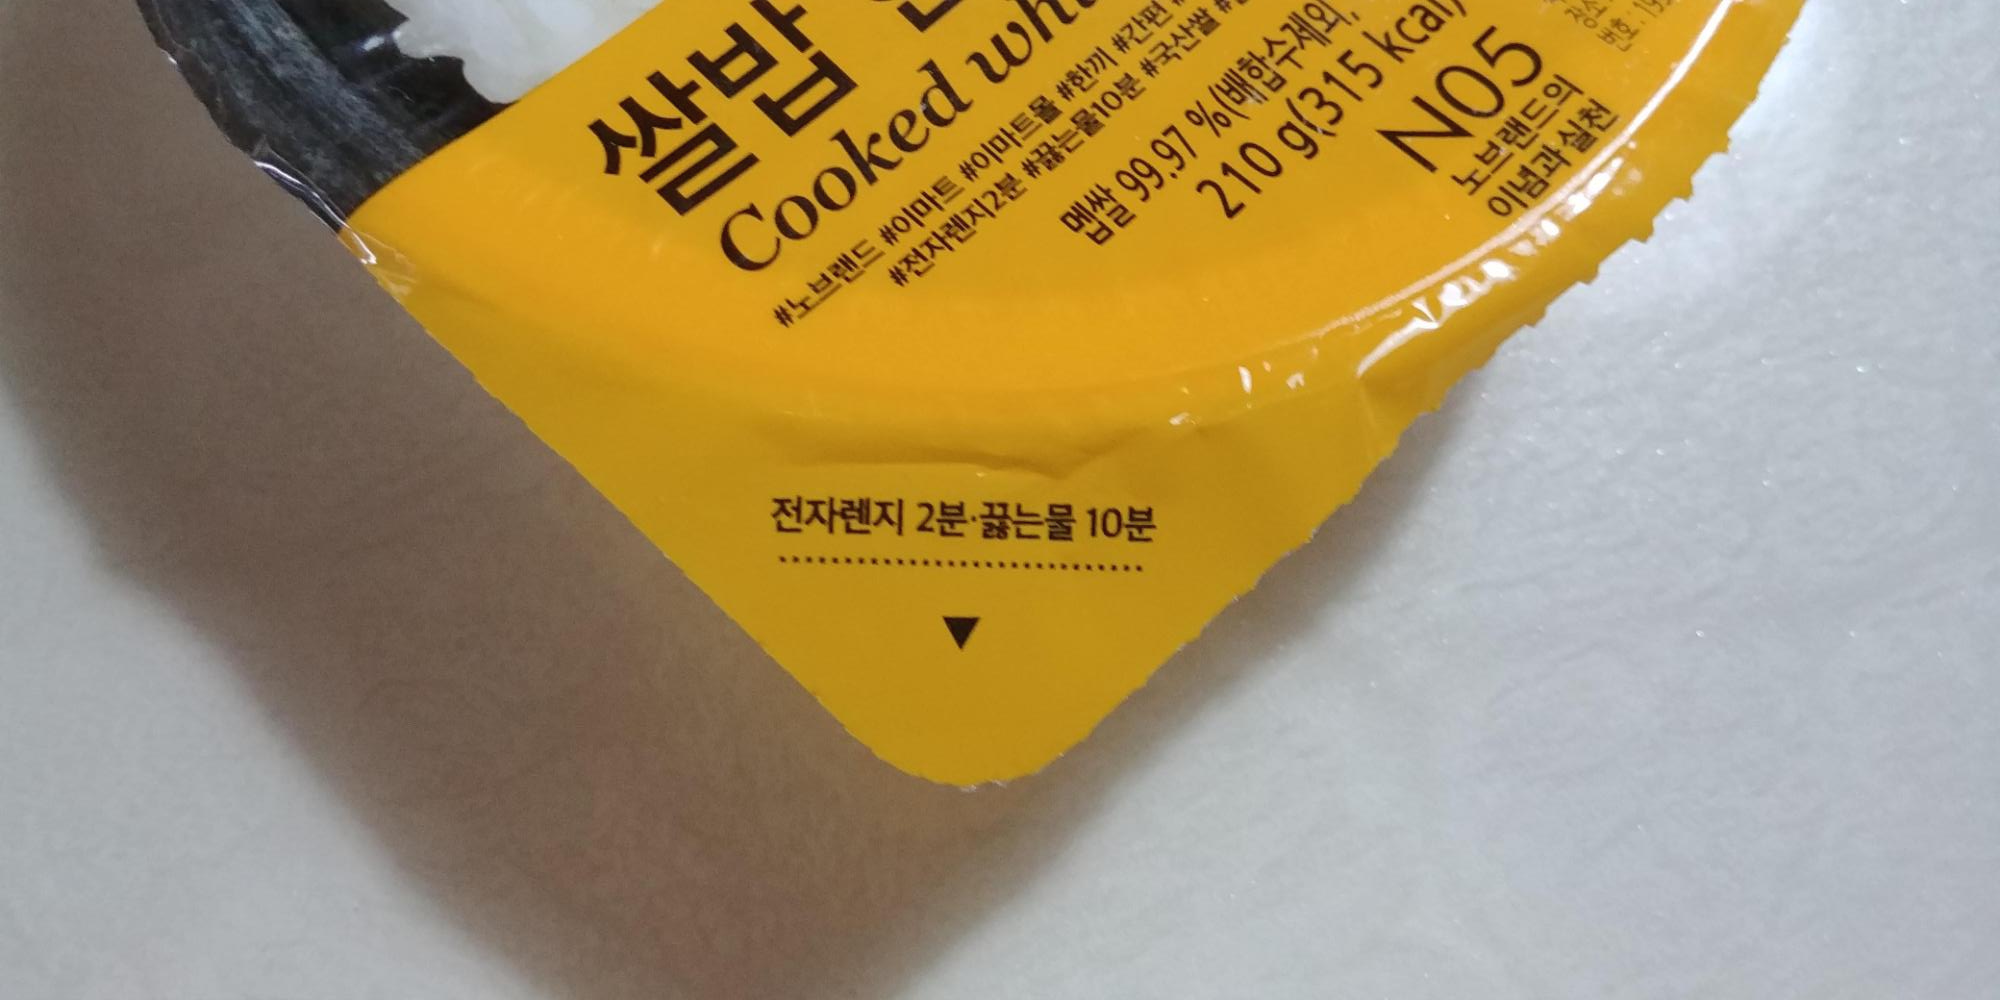 쌀밥
Cooked whi
#노브랜드 #이마트 #이마트몰 #한끼 #간편
#전자렌지2분 #끓는물10분 #국산쌀
멥쌀 99.97 %(배합수제외,
210 g(315 kcal)
NO5
노브랜드의
이념과 실천
전자렌지 2분·끓는물 10분